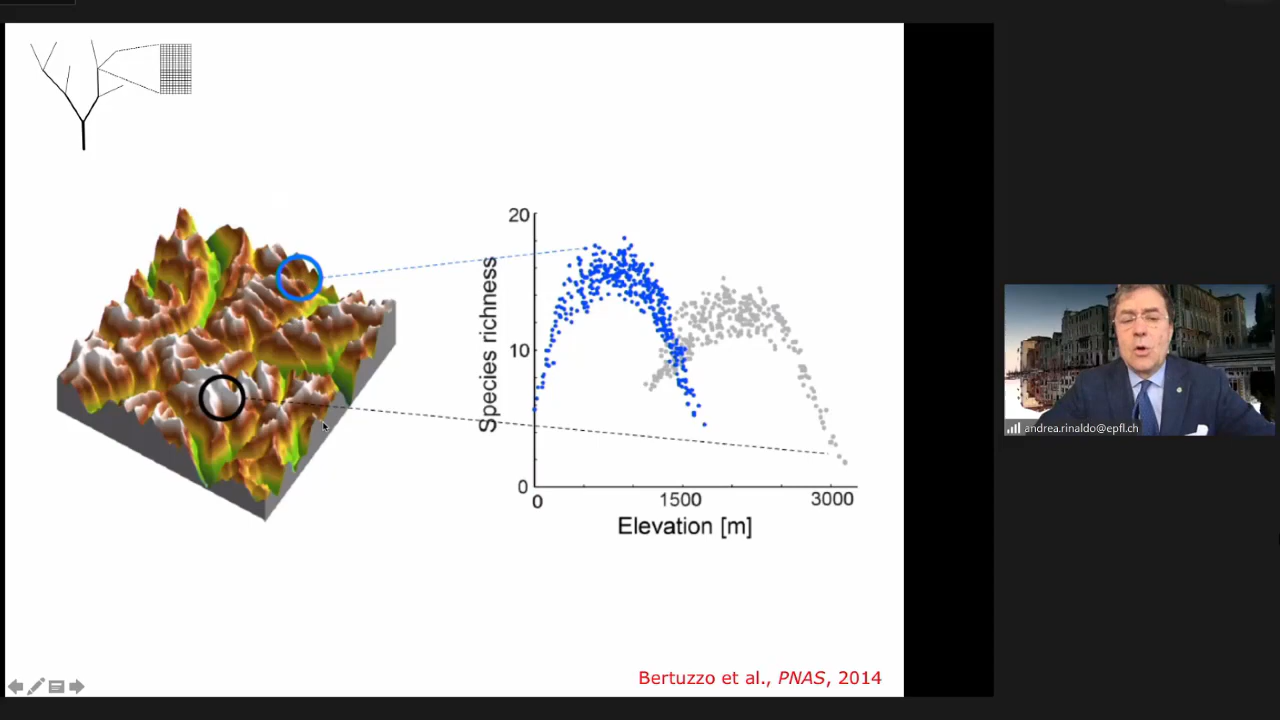 20
10
0
Species richness
0
1500
3000
Elevation [m]
Bertuzzo et al., PNAS, 2014
andrea.rinaldo@epfl.ch